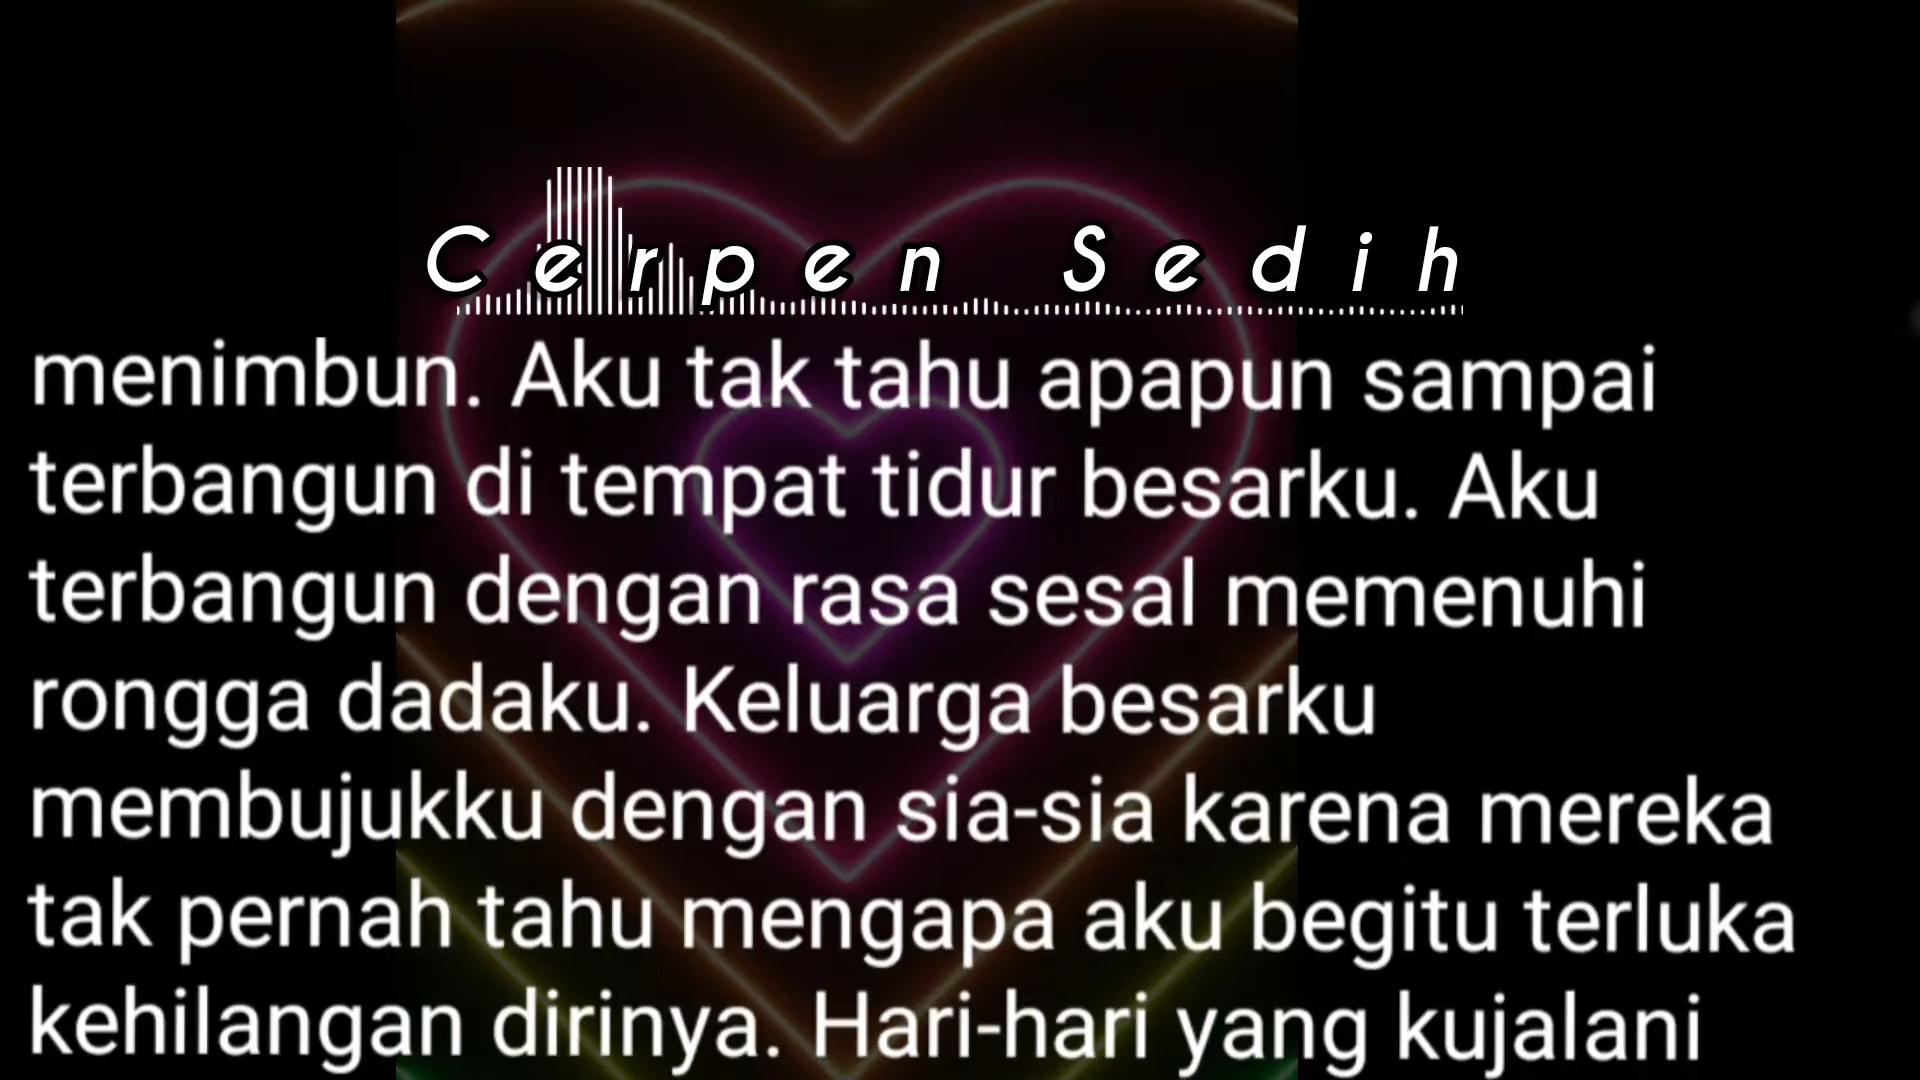 Cerpen Sedih
menimbun. Aku tak tahu apapun sampai
terbangun di tempat tidur besarku. Aku
terbangun dengan rasa sesal memenuhi
rongga dadaku. Keluarga besarku
membujukku dengan sia-sia karena mereka
tak pernah tahu mengapa aku begitu terluka
kehilangan dirinya. Hari-hari yang kujalani